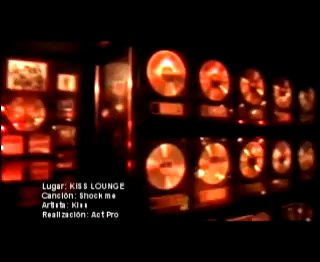 Lugar: KISS LOUNGE
Canción: Shock me
Artista: Kiss
Realización: Act Pro